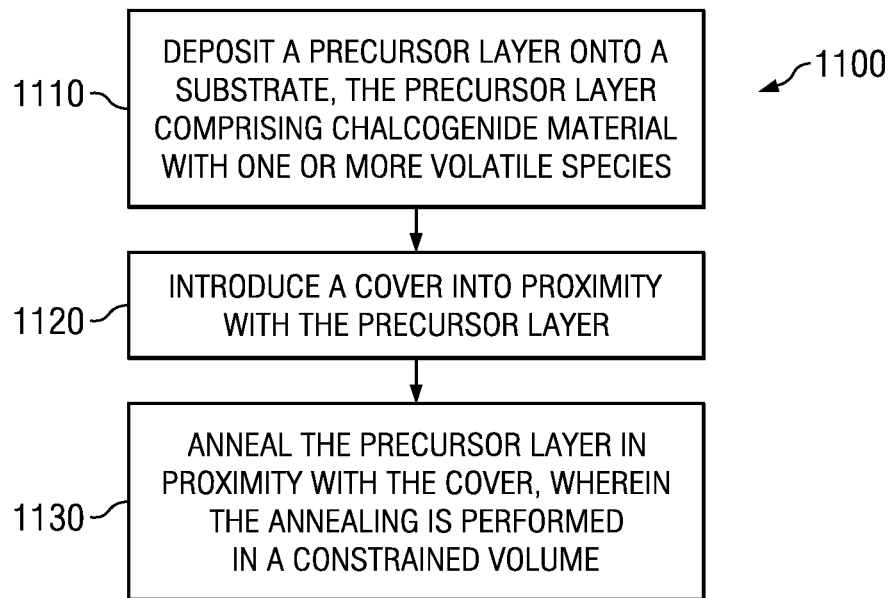 1100
1110
DEPOSIT A PRECURSOR LAYER ONTO A
SUBSTRATE, THE PRECURSOR LAYER
COMPRISING CHALCOGENIDE MATERIAL
WITH ONE OR MORE VOLATILE SPECIES
1120
INTRODUCE A COVER INTO PROXIMITY
WITH THE PRECURSOR LAYER
1130
ANNEAL THE PRECURSOR LAYER IN
PROXIMITY WITH THE COVER, WHEREIN
THE ANNEALING IS PERFORMED
IN A CONSTRAINED VOLUME